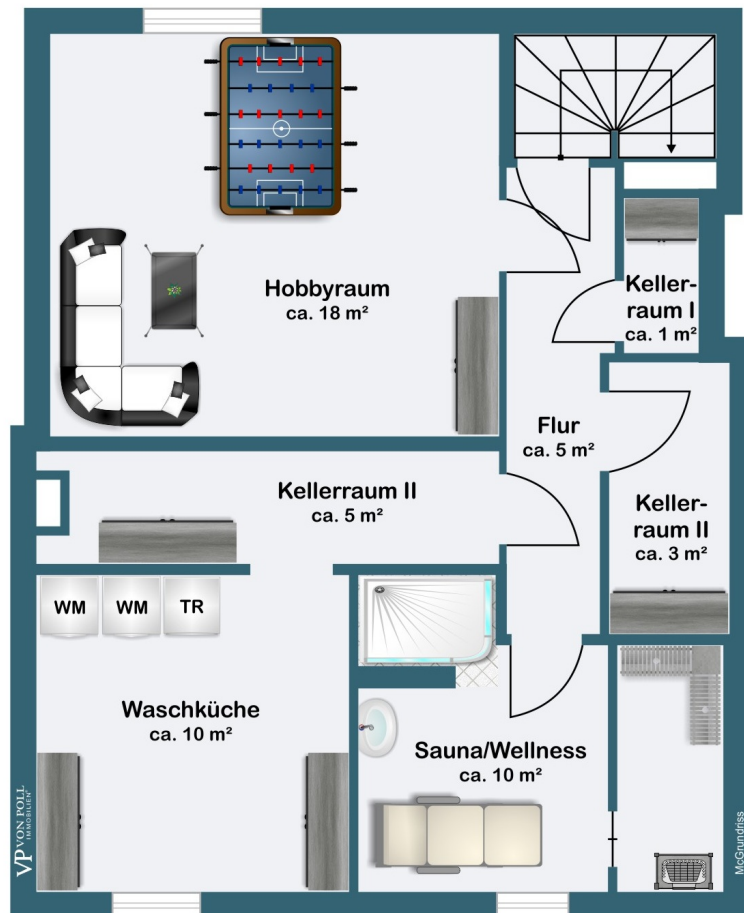 Hobbyraum
ca. 18 m²
Keller-
raum I
ca. 1 m²
Flur
ca. 5 m²
Kellerraum II
ca. 5 m²
Keller-
raum II
ca. 3 m²
WM
WM
TR
Waschküche
ca. 10 m²
Sauna/Wellness
ca. 10 m²
VP VON POLL
IMMOBILIEN
McGrundriss